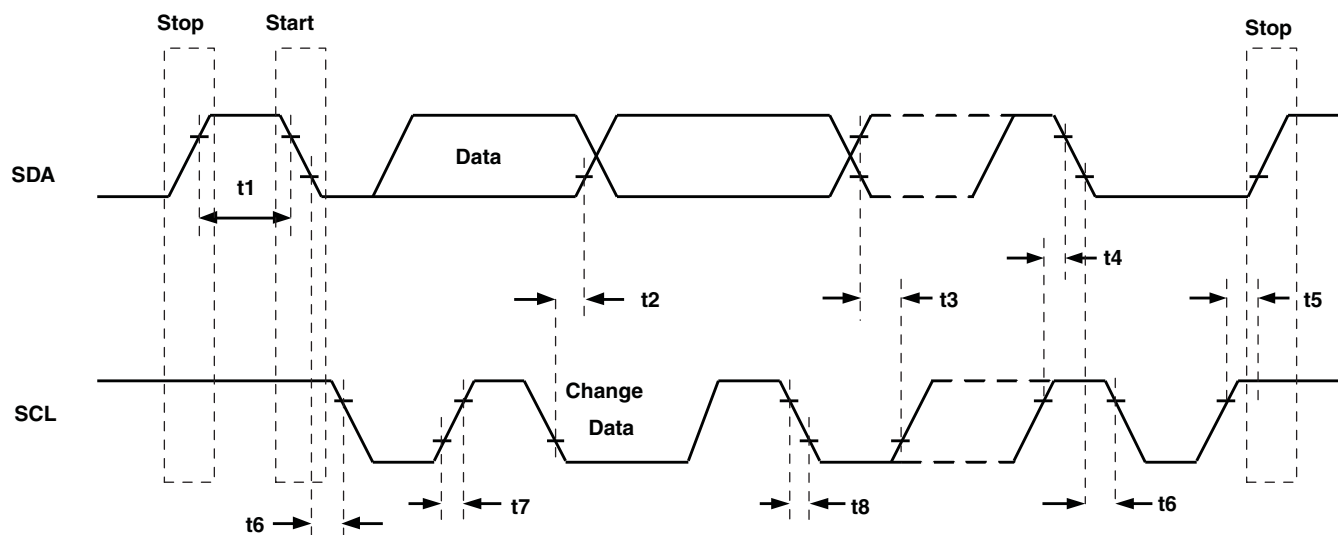 Stop
Start
Stop
SDA
Data
t1
t4
t2
t3
t5
SCL
Change
Data
t6
t7
t8
t6